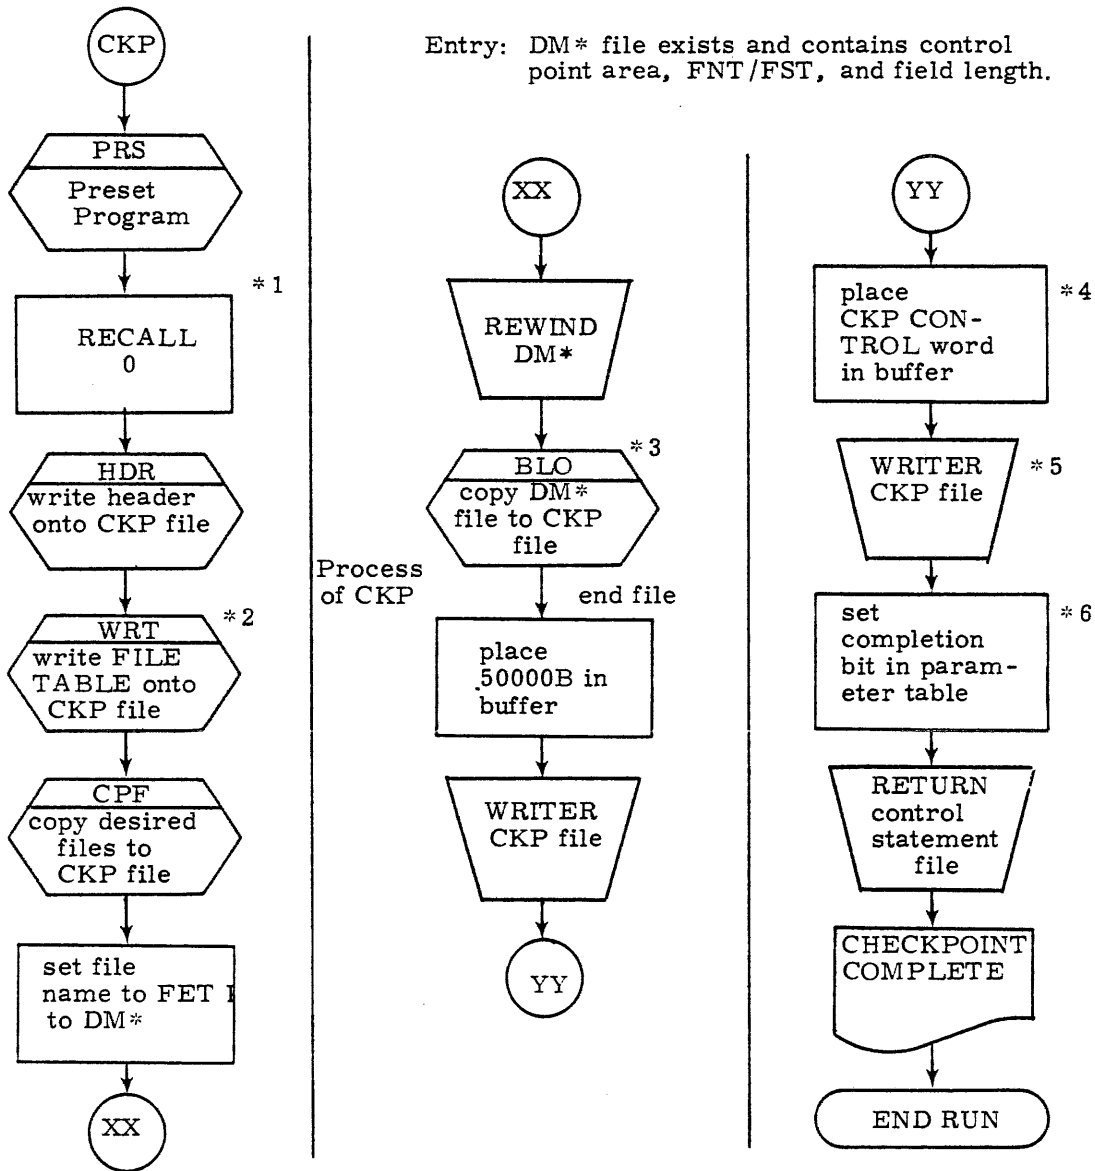 CKP
Entry: DM* file exists and contains control
point area, FNT/FST, and field length.
PRS
Preset
Program
*1
RECALL
0
HDR
write header
onto CKP file
*2
WRT
write FILE
TABLE onto
CKP file
CPF
copy desired
files to
CKP file
set file
name to FET
to DM*
XX
XX
REWIND
DM*
*3
BLO
copy DM*
file to CKP
file
Process
of CKP
end file
place
50000B in
buffer
WRITER
CKP file
YY
YY
place
CKP CON-
TROL word
in buffer
*4
WRITER
CKP file
*5
set
completion
bit in param-
eter table
*6
RETURN
control
statement
file
CHECKPOINT
COMPLETE
END RUN